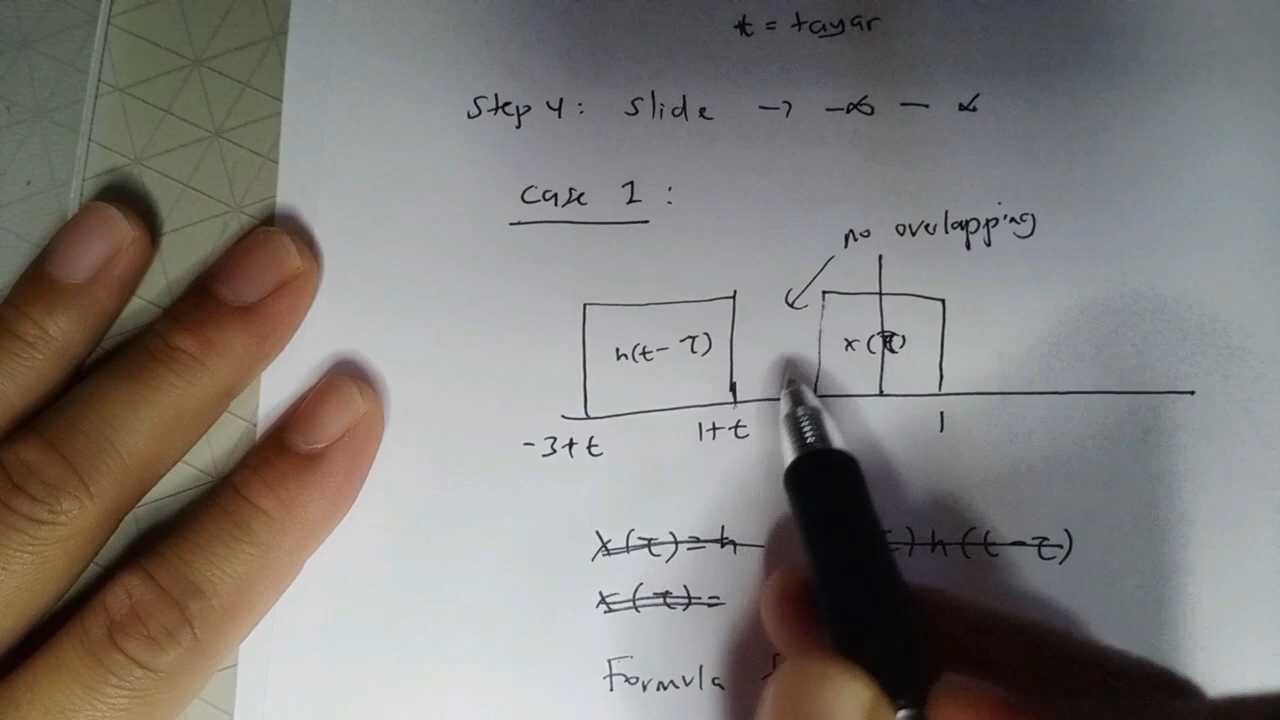 * = tayar
Step 4: Slide → -∞ - ∞
Case 1 :
no overlapping
h(t- τ)
x(τ)
-3+t
1+t
1
x(τ)=h ) h(t-τ)
x(τ)=
Formula